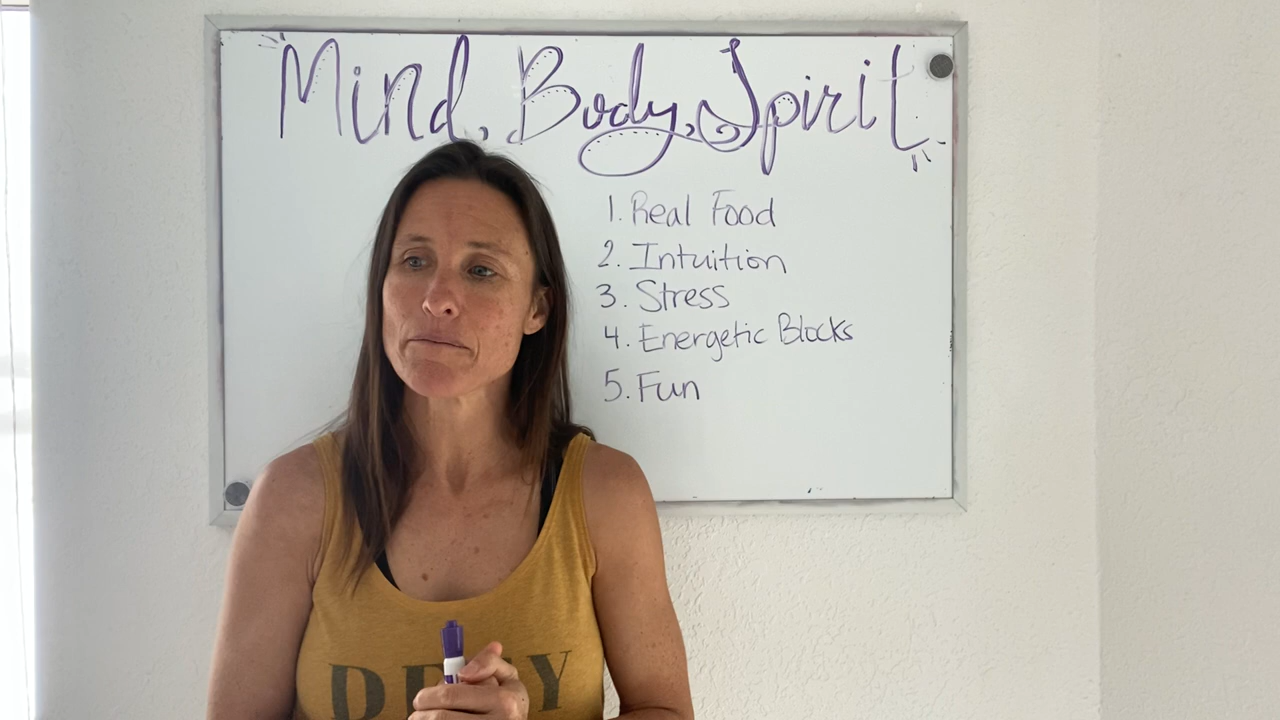 Mind, Body, Spirit
1. Real Food
2. Intuition
3. Stress
4. Energetic Blocks
5. Fun